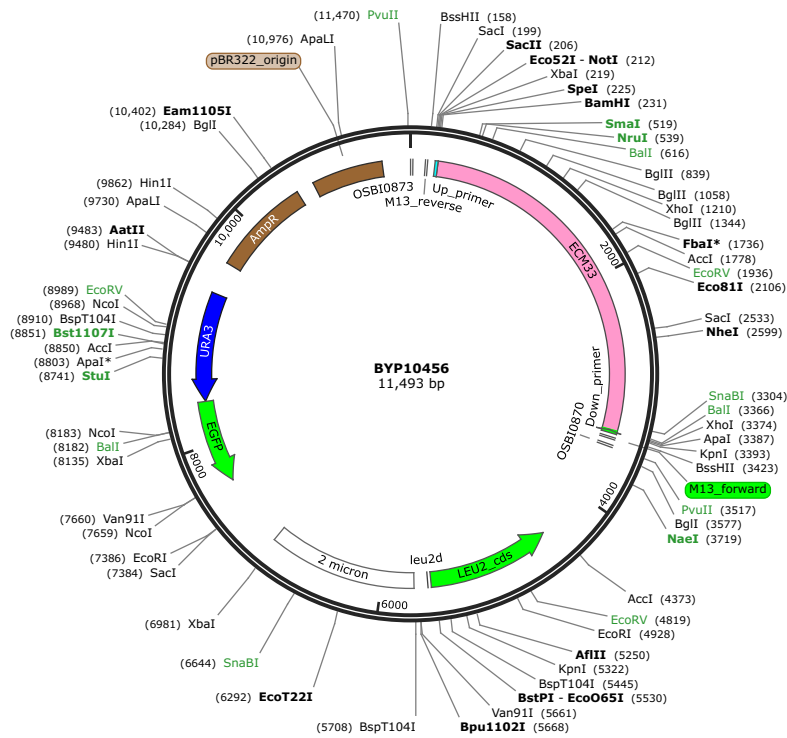 (11,470) PvuII
(10,976) ApaLI
pBR322_origin
(10,402) Eam1105I
(10,284) BglI
(9862) Hin1I
(9730) ApaLI
(9483) AatII
(9480) Hin1I
(8989) EcoRV
(8968) NcoI
(8910) BspT104I
(8851) Bst1107I
(8850) AccI
(8803) ApaI*
(8741) StuI
(8183) NcoI
(8182) BalI
(8135) XbaI
(7660) Van91I
(7659) NcoI
(7386) EcoRI
(7384) SacI
(6981) XbaI
(6644) SnaBI
(6292) EcoT22I
(5708) BspT104I
BssHII (158)
SacI (199)
SacII (206)
Eco52I - NotI (212)
XbaI (219)
SpeI (225)
BamHI (231)
SmaI (519)
NruI (539)
BalI (616)
BglII (839)
BglII (1058)
XhoI (1210)
BglII (1344)
FbaI* (1736)
AccI (1778)
EcoRV (1936)
Eco81I (2106)
SacI (2533)
NheI (2599)
SnaBI (3304)
BalI (3366)
XhoI (3374)
ApaI (3387)
KpnI (3393)
BssHII (3423)
M13_forward
PvuII (3517)
BglI (3577)
NaeI (3719)
AccI (4373)
EcoRV (4819)
EcoRI (4928)
AflII (5250)
KpnI (5322)
BspT104I (5445)
BstPI - EcoO65I (5530)
Van91I (5661)
Bpu1102I (5668)
OSBI0873
M13_reverse
Up_primer
ECM33
Down_primer
OSBI0870
LEU2_cds
leu2d
2 micron
EGFP
URA3
AmpR
2000
4000
6000
8000
10,000
BYP10456
11,493 bp